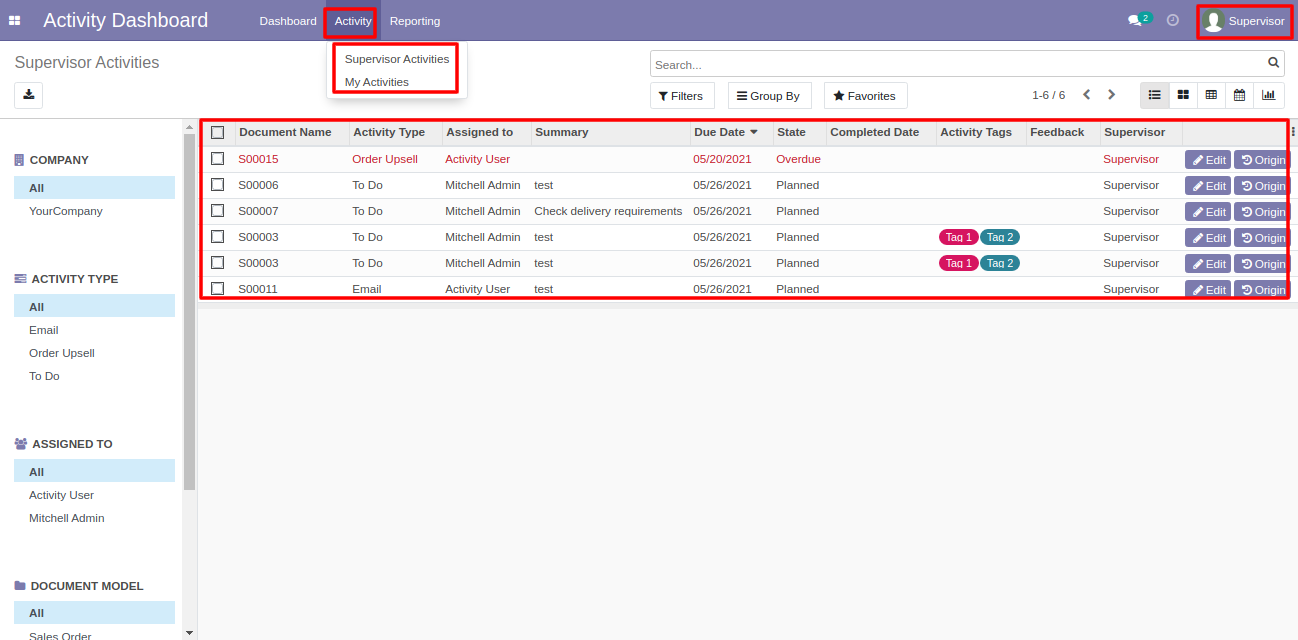 Activity Dashboard Dashboard Activity Reporting 2 Supervisor
Supervisor Activities
Supervisor Activities
My Activities
Search...
Filters Group By Favorites 1-6 / 6
COMPANY
All
YourCompany
ACTIVITY TYPE
All
Email
Order Upsell
To Do
ASSIGNED TO
All
Activity User
Mitchell Admin
DOCUMENT MODEL
All
Sales Order
Document Name Activity Type Assigned to Summary Due Date State Completed Date Activity Tags Feedback Supervisor
S00015 Order Upsell Activity User 05/20/2021 Overdue Supervisor Edit Origin
S00006 To Do Mitchell Admin test 05/26/2021 Planned Supervisor Edit Origin
S00007 To Do Mitchell Admin Check delivery requirements 05/26/2021 Planned Supervisor Edit Origin
S00003 To Do Mitchell Admin test 05/26/2021 Planned Tag 1 Tag 2 Supervisor Edit Origin
S00003 To Do Mitchell Admin test 05/26/2021 Planned Tag 1 Tag 2 Supervisor Edit Origin
S00011 Email Activity User test 05/26/2021 Planned Supervisor Edit Origin